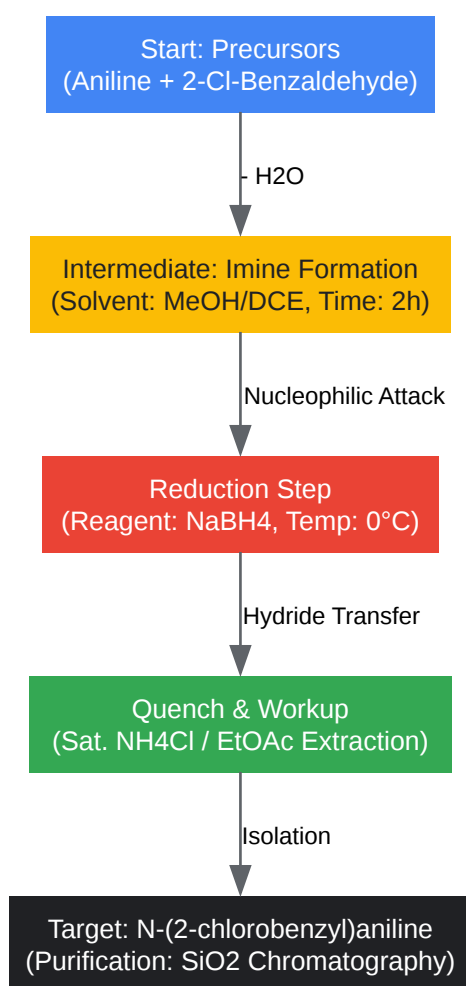 Start: Precursors
(Aniline + 2-Cl-Benzaldehyde)
- H2O
Intermediate: Imine Formation
(Solvent: MeOH/DCE, Time: 2h)
Nucleophilic Attack
Reduction Step
(Reagent: NaBH4, Temp: 0°C)
Hydride Transfer
Quench & Workup
(Sat. NH4Cl / EtOAc Extraction)
Isolation
Target: N-(2-chlorobenzyl)aniline
(Purification: SiO2 Chromatography)